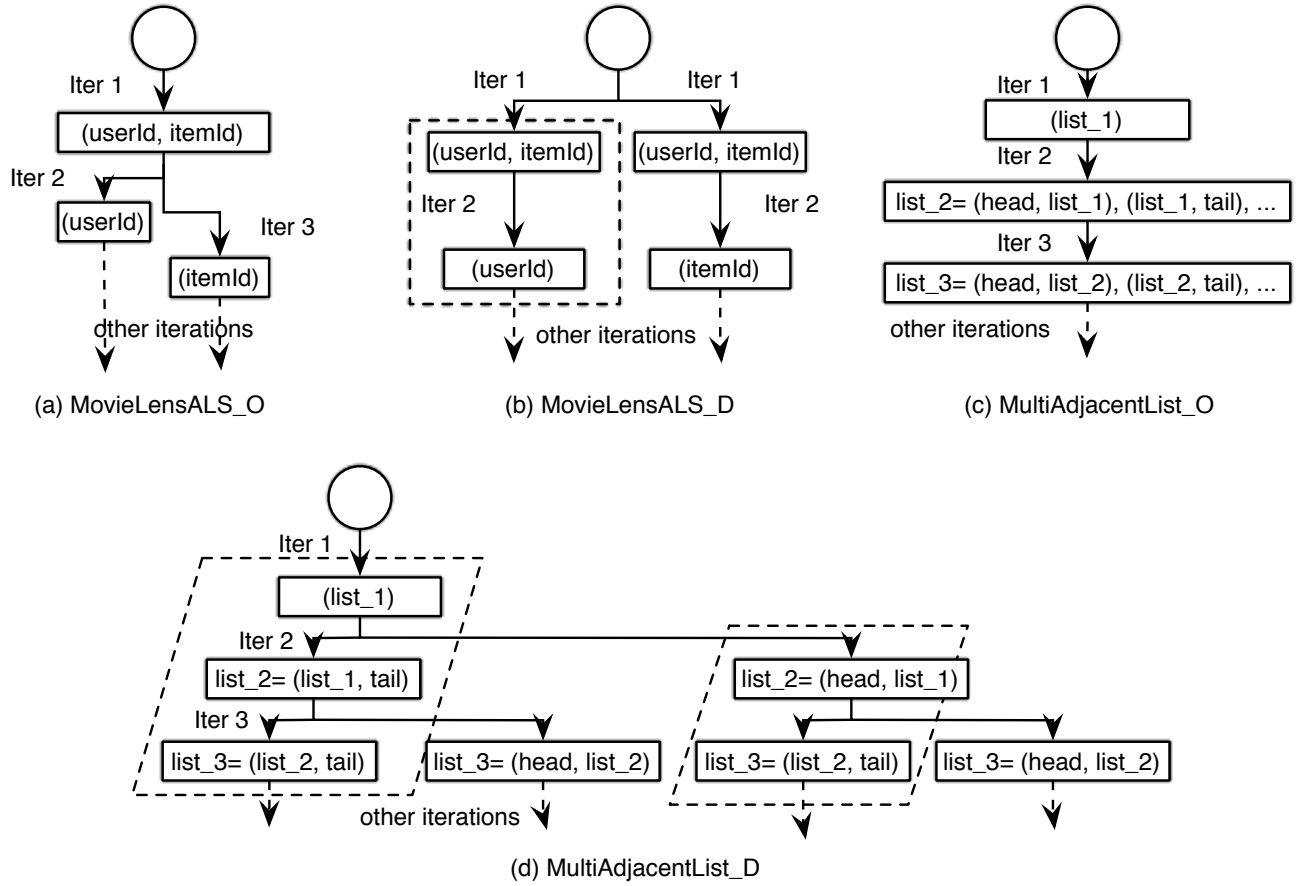 Iter 1
(userId, itemId)
Iter 2
(userId)
Iter 3
(itemId)
other iterations
(a) MovieLensALS_O
Iter 1
Iter 1
(userId, itemId)
(userId, itemId)
Iter 2
Iter 2
(userId)
(itemId)
other iterations
(b) MovieLensALS_D
Iter 1
(list_1)
Iter 2
list_2= (head, list_1), (list_1, tail), ...
Iter 3
list_3= (head, list_2), (list_2, tail), ...
other iterations
(c) MultiAdjacentList_O
Iter 1
(list_1)
Iter 2
list_2= (list_1, tail)
list_2= (head, list_1)
Iter 3
list_3= (list_2, tail)
list_3= (head, list_2)
list_3= (list_2, tail)
list_3= (head, list_2)
other iterations
(d) MultiAdjacentList_D